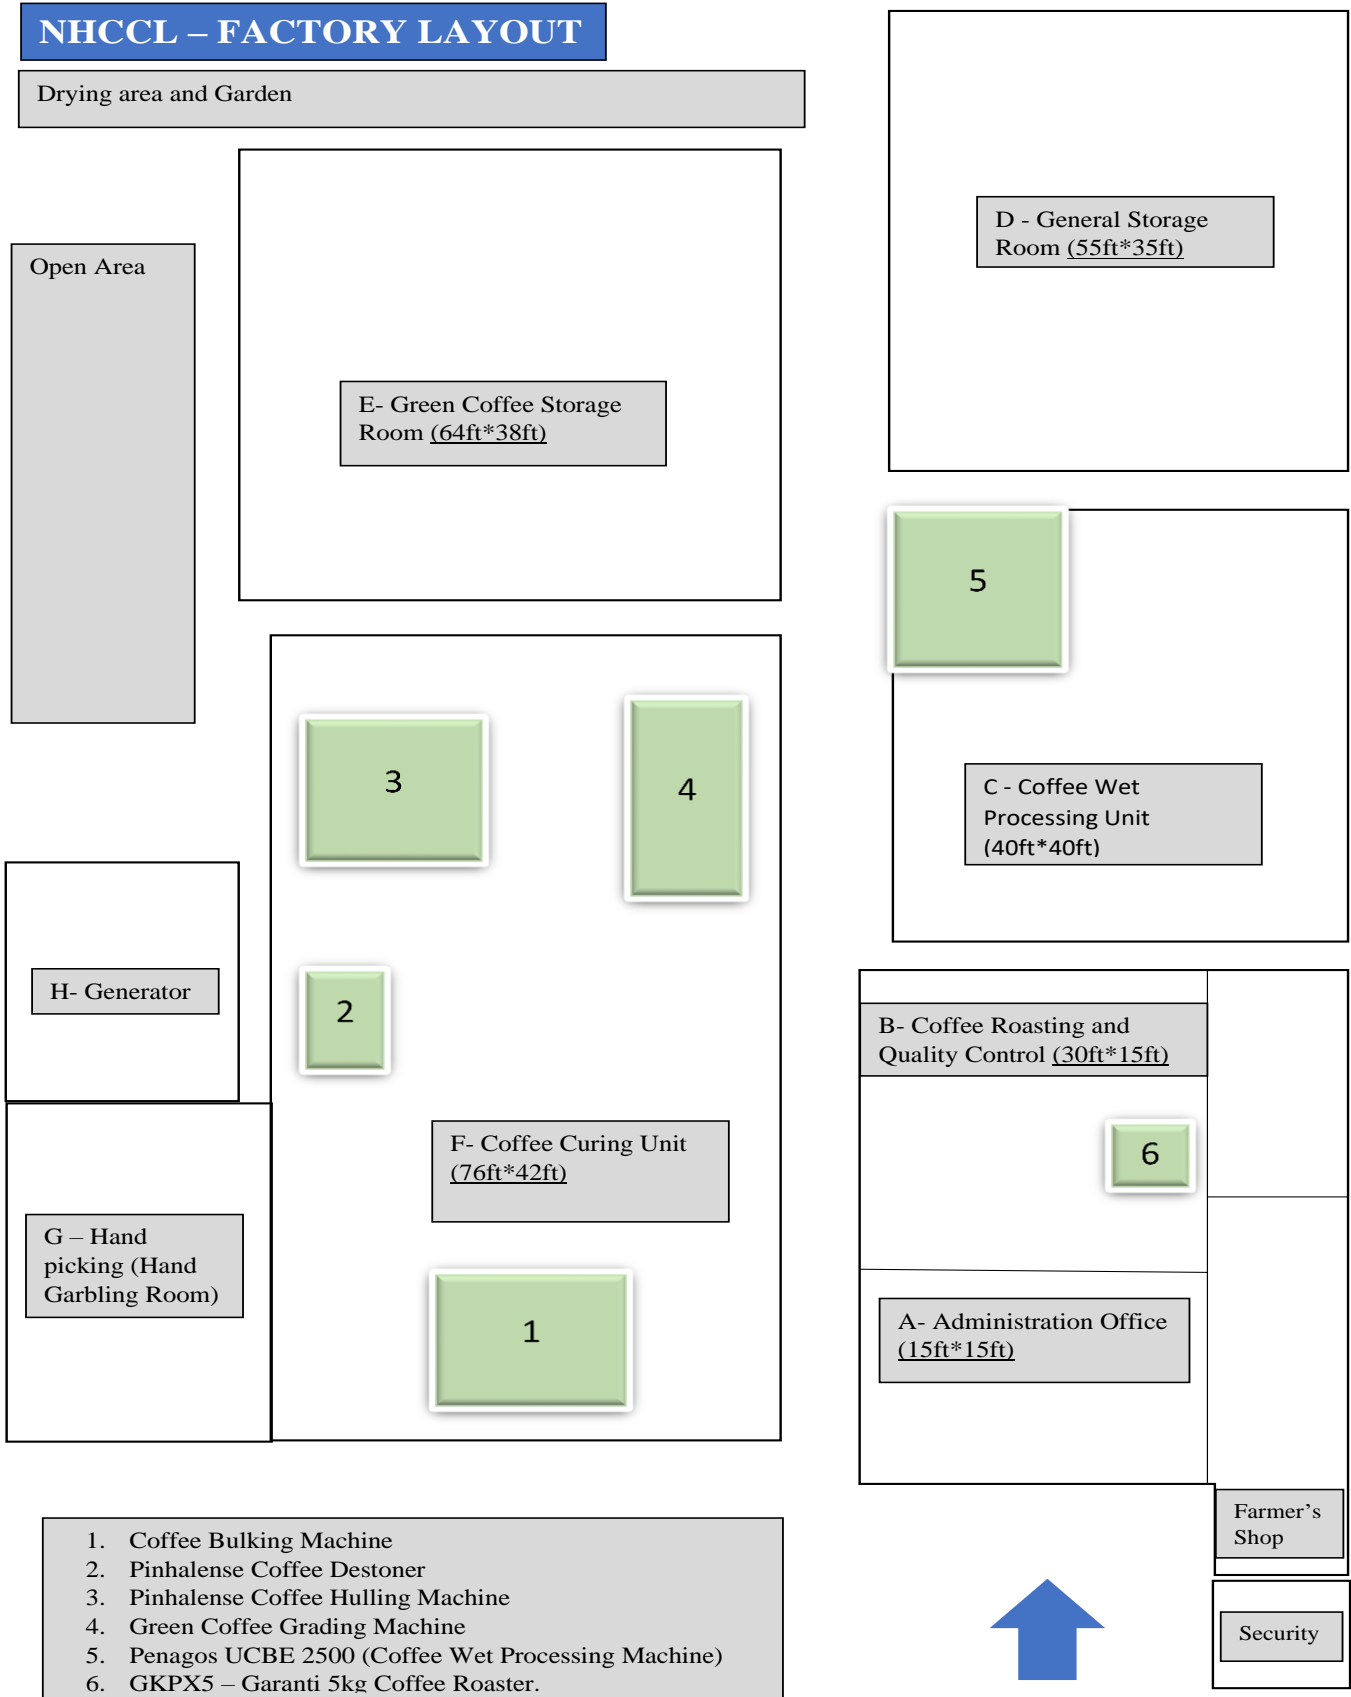 NHCCL – FACTORY LAYOUT
Drying area and Garden
Open Area
D - General Storage
Room (55ft*35ft)
E- Green Coffee Storage
Room (64ft*38ft)
5
3
4
C - Coffee Wet
Processing Unit
(40ft*40ft)
H- Generator
2
B- Coffee Roasting and
Quality Control (30ft*15ft)
F- Coffee Curing Unit
(76ft*42ft)
6
G – Hand
picking (Hand
Garbling Room)
1
A- Administration Office
(15ft*15ft)
Farmer’s
Shop
1. Coffee Bulking Machine
2. Pinhalense Coffee Destoner
3. Pinhalense Coffee Hulling Machine
4. Green Coffee Grading Machine
5. Penagos UCBE 2500 (Coffee Wet Processing Machine)
6. GKPX5 – Garanti 5kg Coffee Roaster.
Security